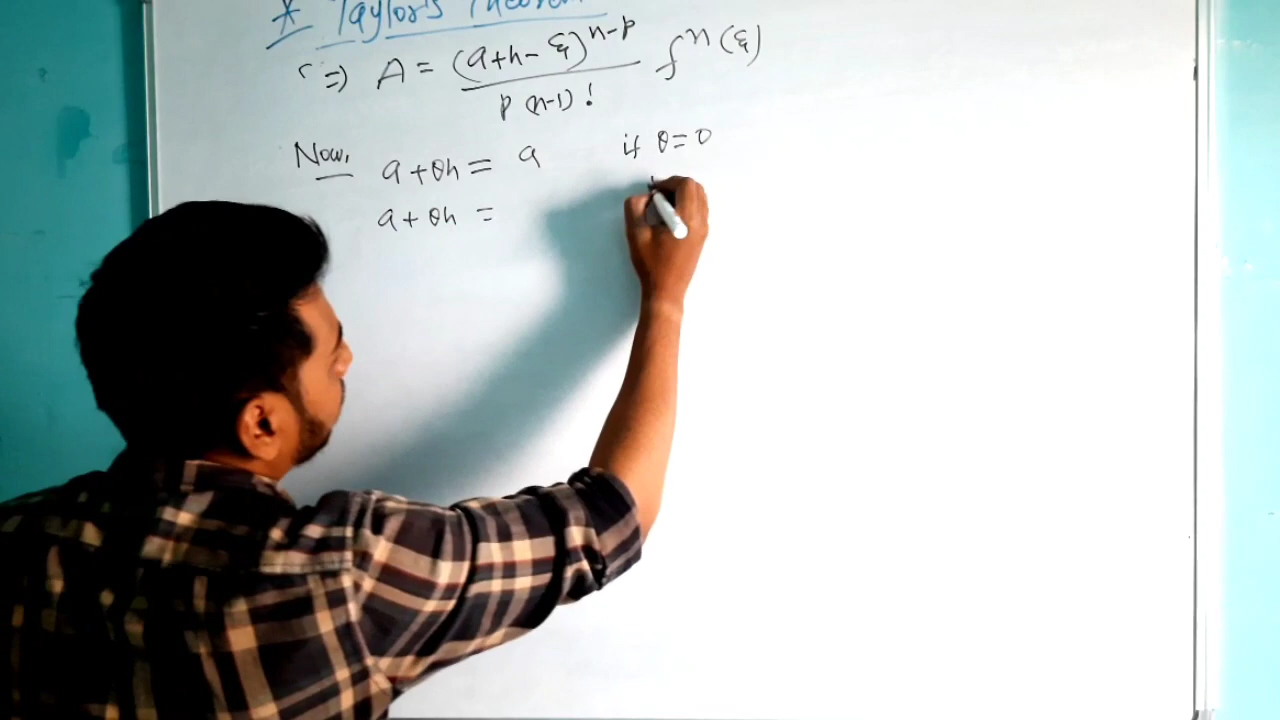 * Taylor's Theorem
⇒ A = (a+h-ξ)^{n-p} / p(n-1)! f^n(ξ)
Now, a+θh = a if θ=0
a+θh =